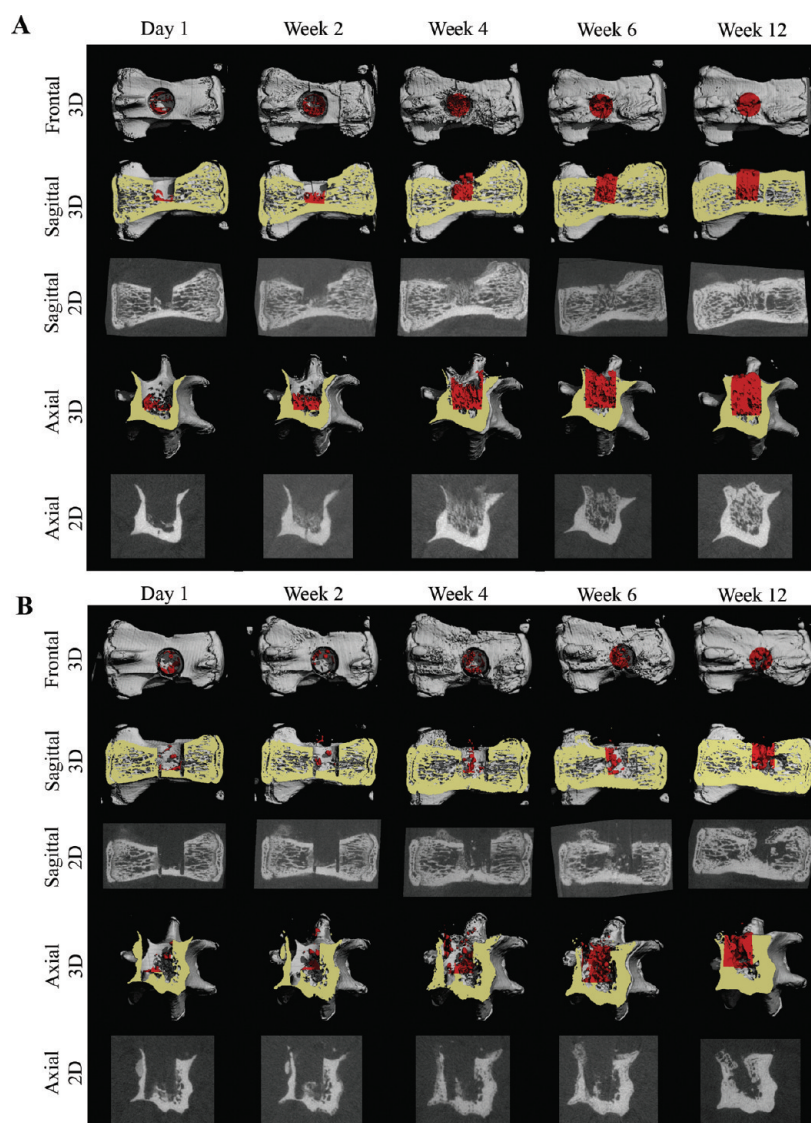 A
Day 1 Week 2 Week 4 Week 6 Week 12
Frontal
3D
Sagittal
3D
Sagittal
2D
Axial
3D
Axial
2D
B
Day 1 Week 2 Week 4 Week 6 Week 12
Frontal
3D
Sagittal
3D
Sagittal
2D
Axial
3D
Axial
2D